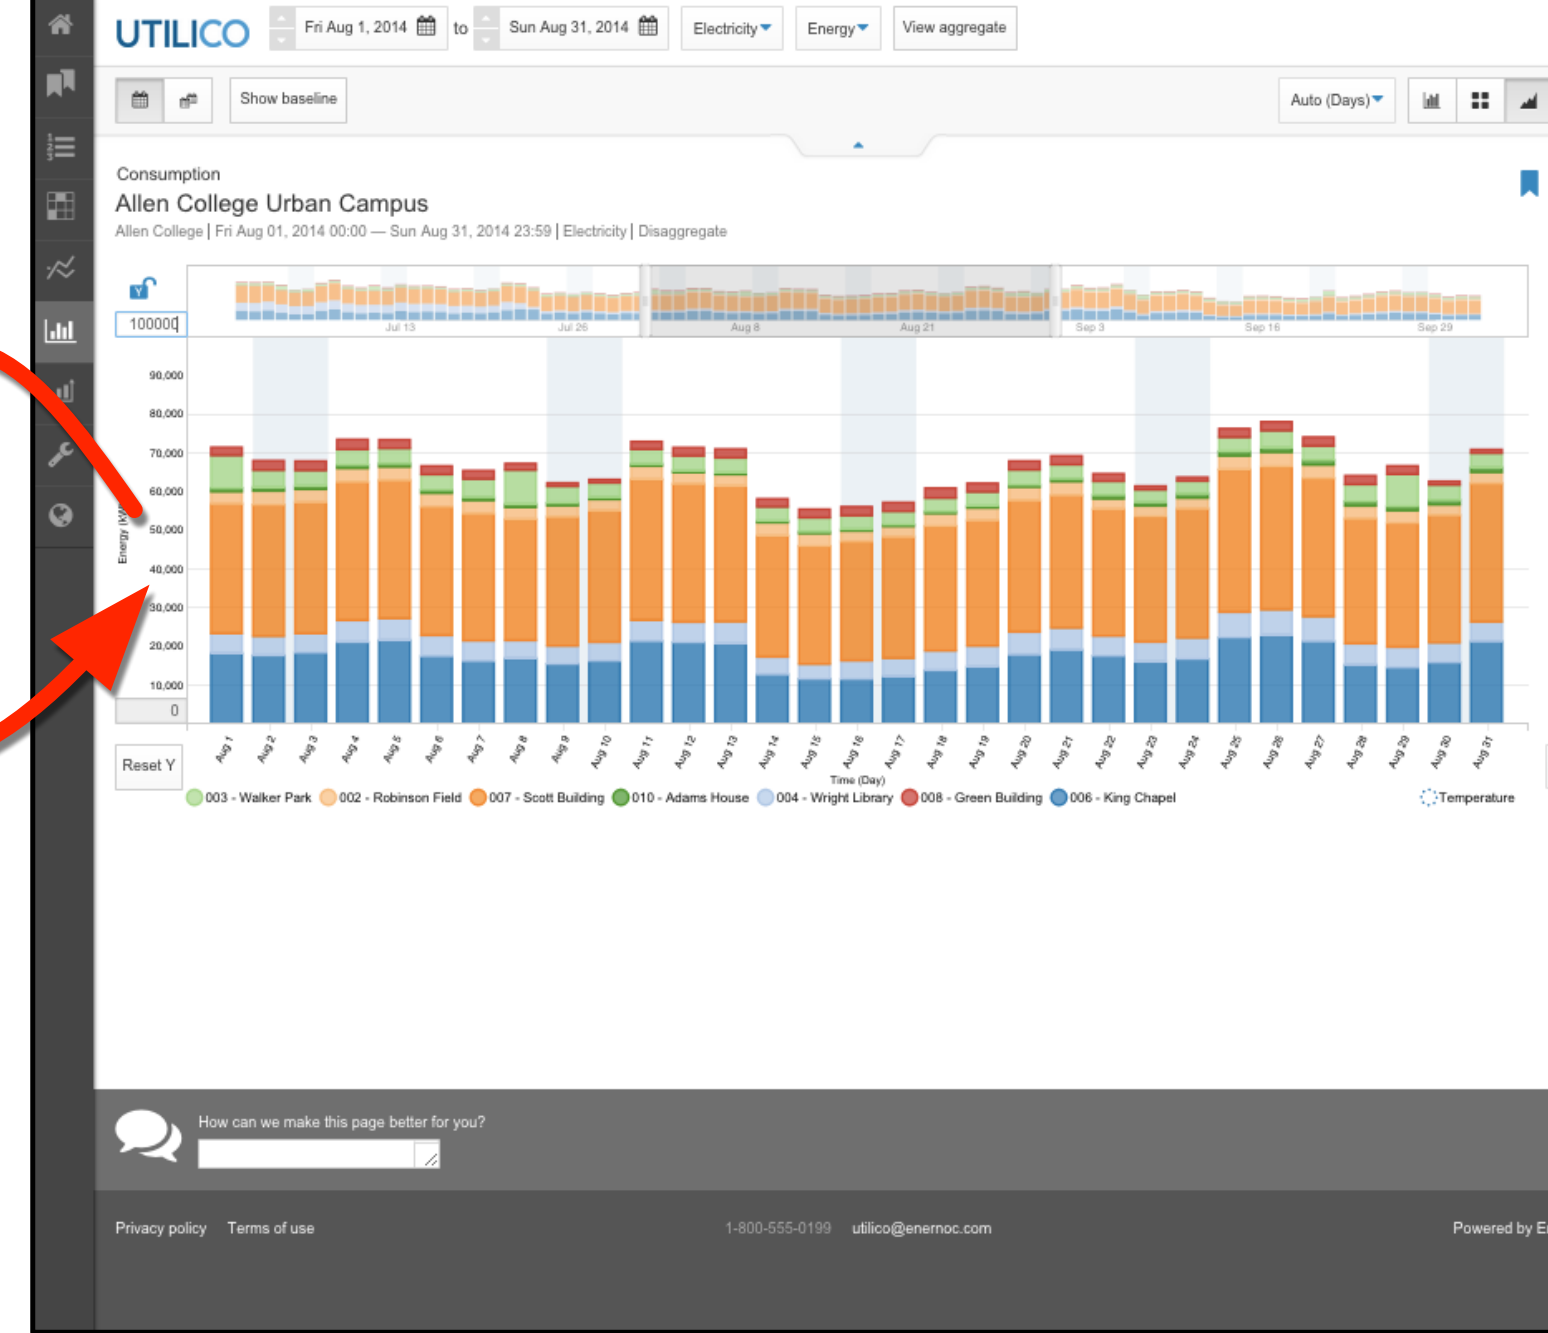 UTILICO
Fri Aug 1, 2014 to Sun Aug 31, 2014 Electricity Energy View aggregate
Show baseline
Auto (Days)
Consumption
Allen College Urban Campus
Allen College | Fri Aug 01, 2014 00:00 — Sun Aug 31, 2014 23:59 | Electricity | Disaggregate
Y
100000
Jul 13 Jul 26 Aug 8 Aug 21 Sep 3 Sep 16 Sep 29
90,000
80,000
70,000
60,000
50,000
40,000
30,000
20,000
10,000
0
Energy
Reset Y
Aug 1 Aug 2 Aug 3 Aug 4 Aug 5 Aug 6 Aug 7 Aug 8 Aug 9 Aug 10 Aug 11 Aug 12 Aug 13 Aug 14 Aug 15 Aug 16 Aug 17 Aug 18 Aug 19 Aug 20 Aug 21 Aug 22 Aug 23 Aug 24 Aug 25 Aug 26 Aug 27 Aug 28 Aug 29 Aug 30 Aug 31
Time (Day)
003 - Walker Park 002 - Robinson Field 007 - Scott Building 010 - Adams House 004 - Wright Library 008 - Green Building 006 - King Chapel Temperature
How can we make this page better for you?
Privacy policy Terms of use 1-800-555-0199 utilico@enernoc.com Powered by